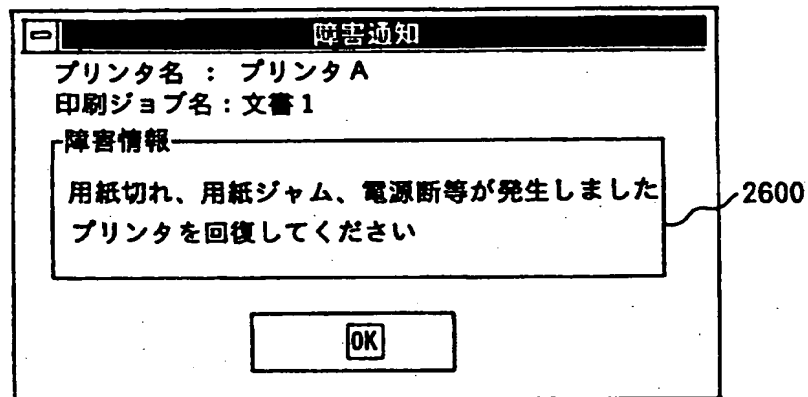 障害通知
プリンタ名 : プリンタA
印刷ジョブ名:文書1
障害情報
用紙切れ、用紙ジャム、電源断等が発生しました
プリンタを回復してください
2600
OK